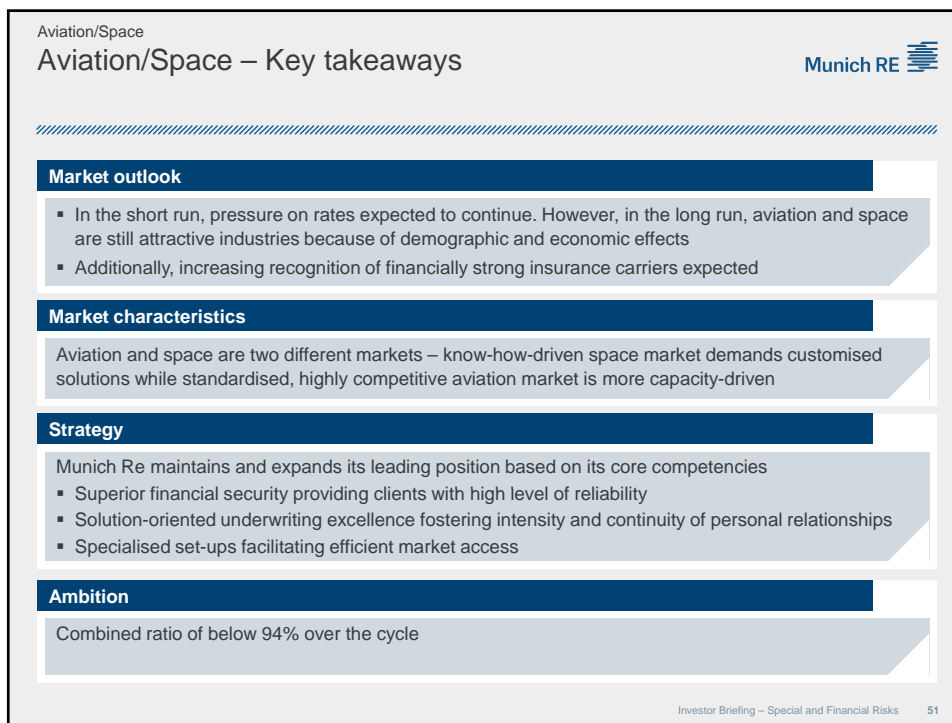 Aviation/Space
Aviation/Space – Key takeaways
Munich RE
Market outlook
▪ In the short run, pressure on rates expected to continue. However, in the long run, aviation and space
are still attractive industries because of demographic and economic effects
▪ Additionally, increasing recognition of financially strong insurance carriers expected
Market characteristics
Aviation and space are two different markets – know-how-driven space market demands customised
solutions while standardised, highly competitive aviation market is more capacity-driven
Strategy
Munich Re maintains and expands its leading position based on its core competencies
▪ Superior financial security providing clients with high level of reliability
▪ Solution-oriented underwriting excellence fostering intensity and continuity of personal relationships
▪ Specialised set-ups facilitating efficient market access
Ambition
Combined ratio of below 94% over the cycle
Investor Briefing – Special and Financial Risks 51